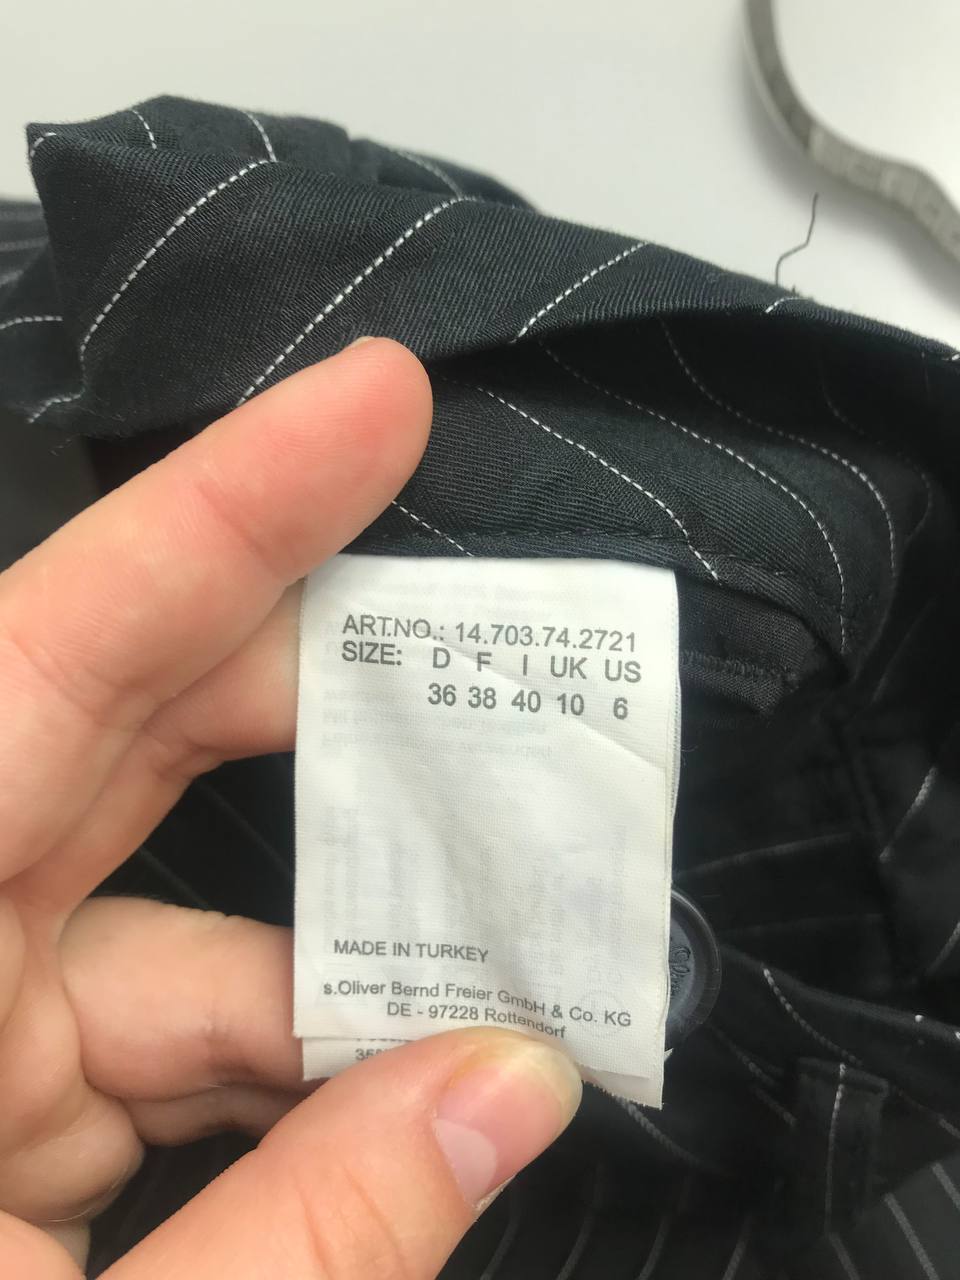 ART.NO.: 14.703.74.2721
SIZE: D F I UK US
36 38 40 10 6
MADE IN TURKEY
s.Oliver Bernd Freier GmbH & Co. KG
DE - 97228 Rottendorf